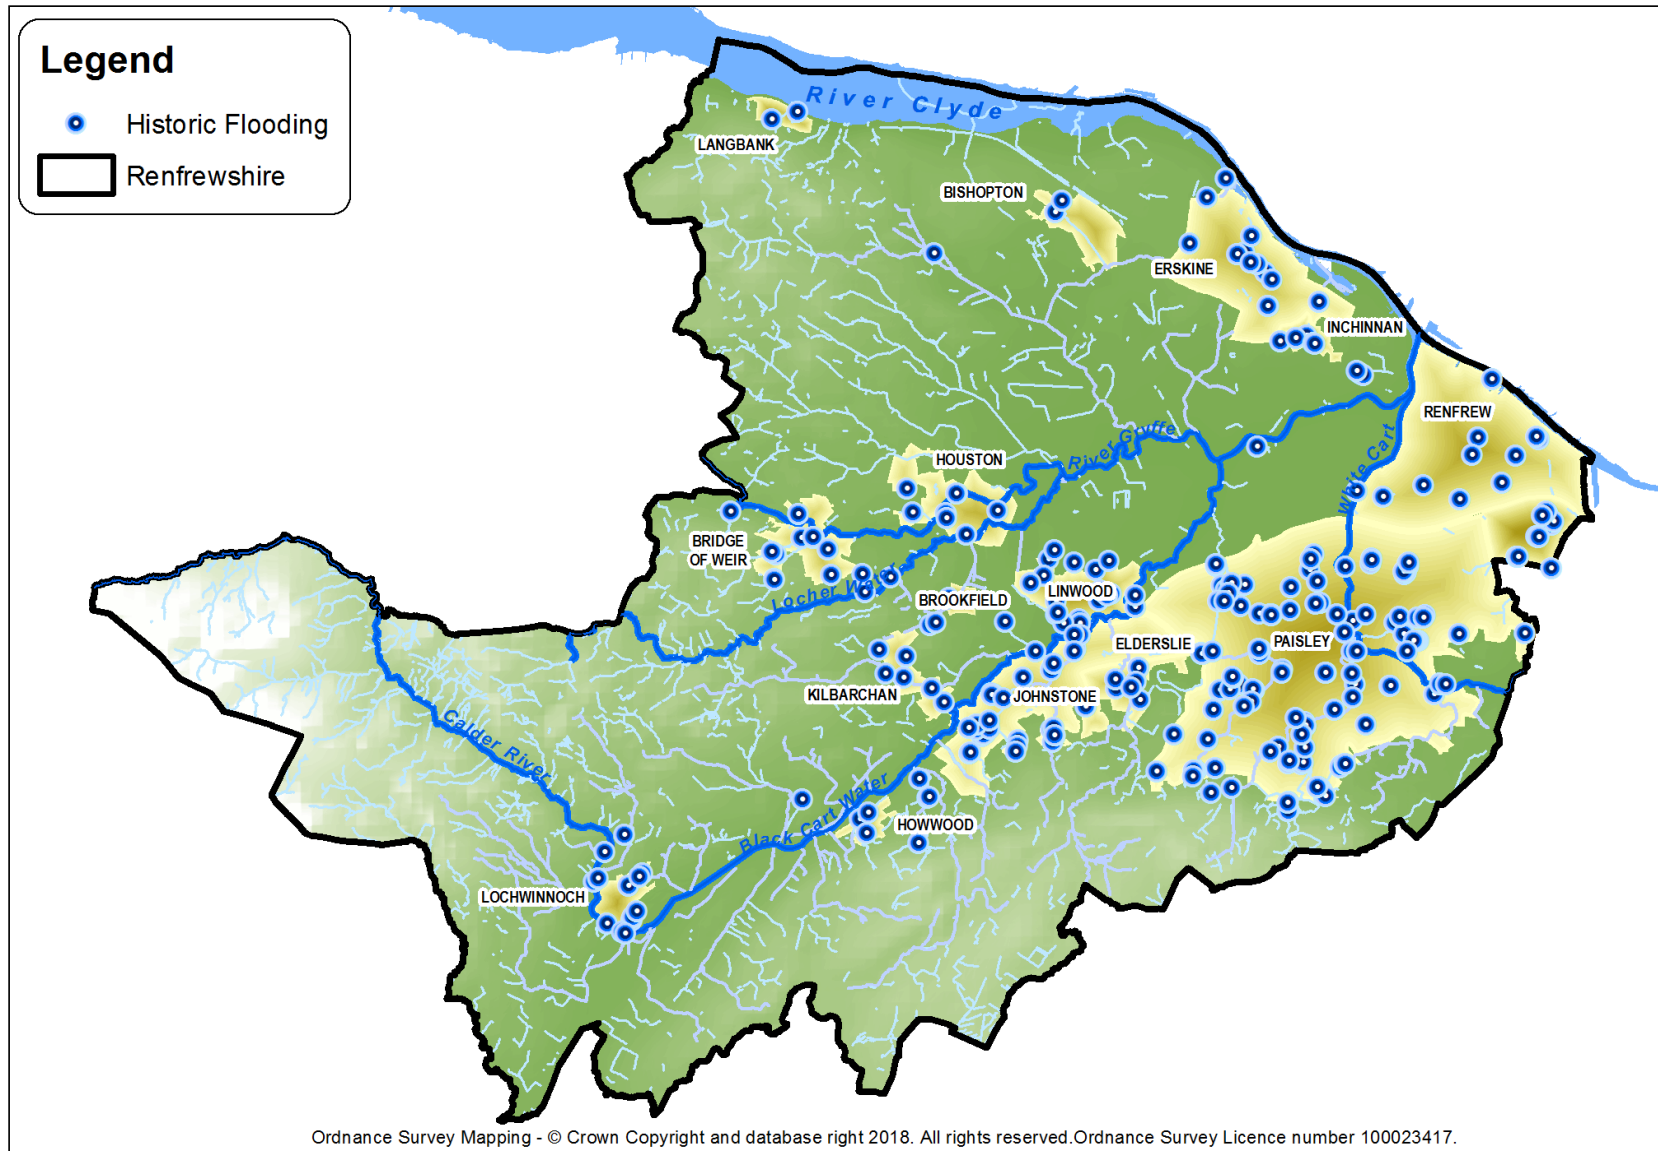 Legend
Historic Flooding
Renfrewshire
River Clyde
LANGBANK
BISHOPTON
ERSKINE
INCHINNAN
RENFREW
River Gryffe
White Cart
HOUSTON
BRIDGE
OF WEIR
Locher Water
BROOKFIELD
LINWOOD
ELDERSLIE
PAISLEY
KILBARCHAN
JOHNSTONE
Calder River
Black Cart Water
HOWWOOD
LOCHWINNOCH
Ordnance Survey Mapping - © Crown Copyright and database right 2018. All rights reserved.Ordnance Survey Licence number 100023417.